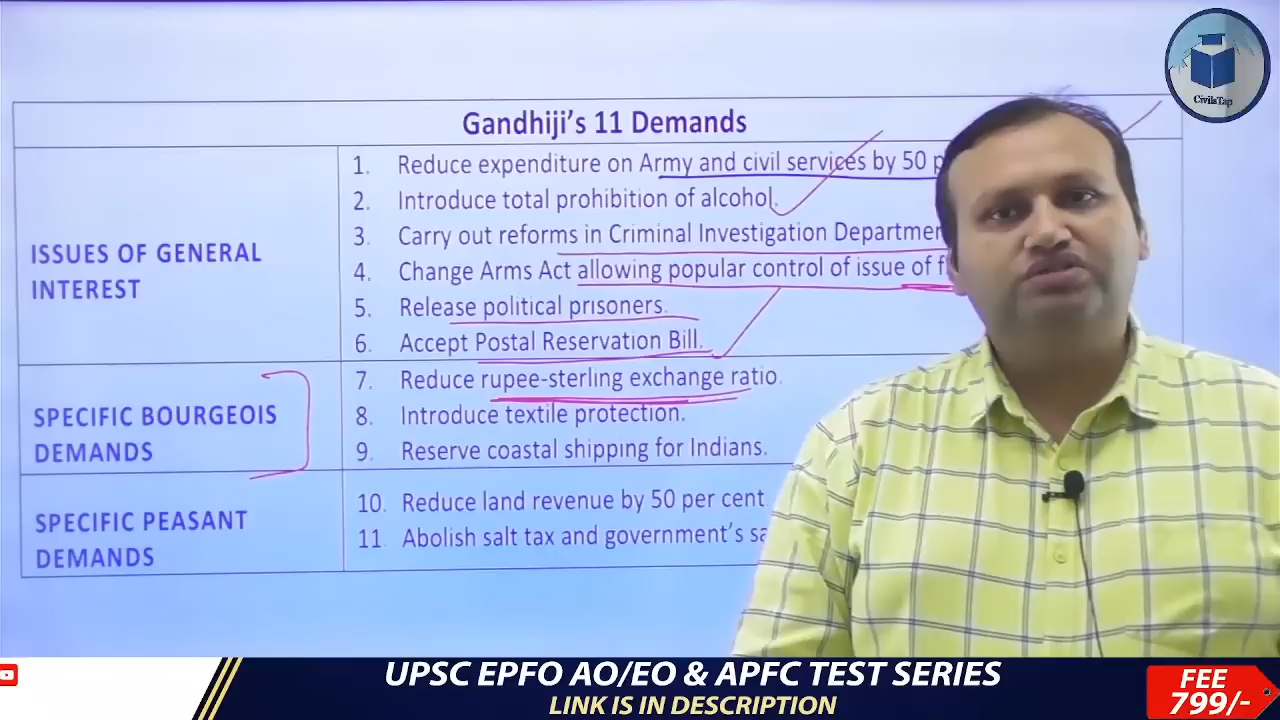 CivilsTap
Gandhiji's 11 Demands
ISSUES OF GENERAL
INTEREST
1. Reduce expenditure on Army and civil services by 50 p
2. Introduce total prohibition of alcohol.
3. Carry out reforms in Criminal Investigation Departmen
4. Change Arms Act allowing popular control of issue of f
5. Release political prisoners.
6. Accept Postal Reservation Bill.
SPECIFIC BOURGEOIS
DEMANDS
7. Reduce rupee-sterling exchange ratio.
8. Introduce textile protection.
9. Reserve coastal shipping for Indians.
SPECIFIC PEASANT
DEMANDS
10. Reduce land revenue by 50 per cent
11. Abolish salt tax and government's sa
UPSC EPFO AO/EO & APFC TEST SERIES
LINK IS IN DESCRIPTION
FEE
799/-